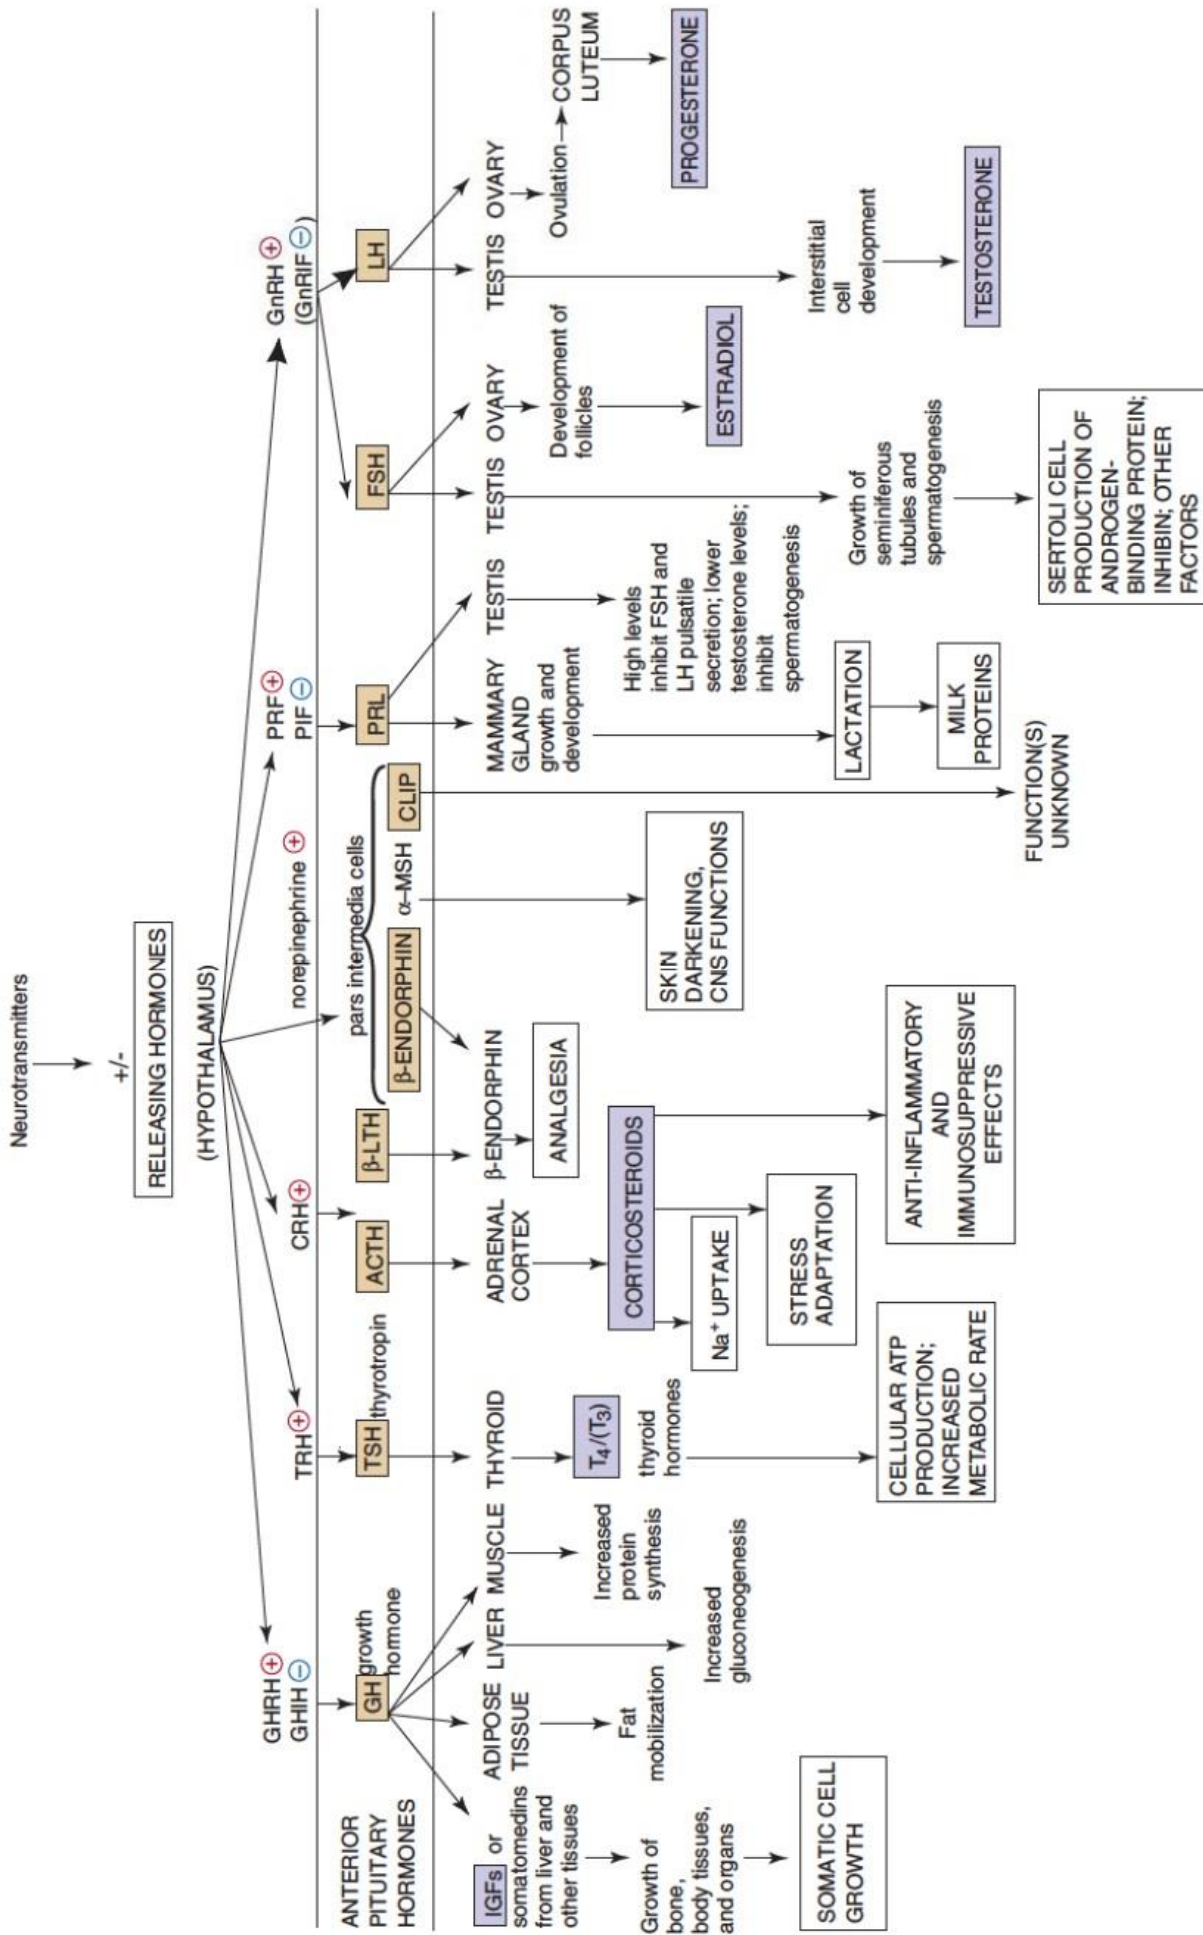 Neurotransmitters
+/-
RELEASING HORMONES
(HYPOTHALAMUS)
GHRH +
GHIH −
TRH +
CRH +
norepinephrine +
PRF +
PIF −
GnRH +
(GnRIF −)
ANTERIOR
PITUITARY
HORMONES
GH growth
hormone
TSH thyrotropin
ACTH
β-LTH
pars intermedia cells
β-ENDORPHIN α–MSH CLIP
PRL
FSH
LH
IGFs or
somatomedins
from liver and
other tissues
Growth of
bone,
body tissues,
and organs
SOMATIC CELL
GROWTH
ADIPOSE
TISSUE
Fat
mobilization
LIVER
Increased
gluconeogenesis
MUSCLE
Increased
protein
synthesis
THYROID
T4/(T3)
thyroid
hormones
CELLULAR ATP
PRODUCTION;
INCREASED
METABOLIC RATE
ADRENAL
CORTEX
CORTICOSTEROIDS
Na+ UPTAKE
STRESS
ADAPTATION
ANTI-INFLAMMATORY
AND
IMMUNOSUPPRESSIVE
EFFECTS
β-ENDORPHIN
ANALGESIA
SKIN
DARKENING,
CNS FUNCTIONS
FUNCTION(S)
UNKNOWN
MAMMARY
GLAND
growth and
development
LACTATION
MILK
PROTEINS
TESTIS
High levels
inhibit FSH and
LH pulsatile
secretion; lower
testosterone levels;
inhibit
spermatogenesis
TESTIS
Growth of
seminiferous
tubules and
spermatogenesis
SERTOLI CELL
PRODUCTION OF
ANDROGEN-
BINDING PROTEIN;
INHIBIN; OTHER
FACTORS
OVARY
Development of
follicles
ESTRADIOL
TESTIS
Interstitial
cell
development
TESTOSTERONE
OVARY
Ovulation
CORPUS
LUTEUM
PROGESTERONE